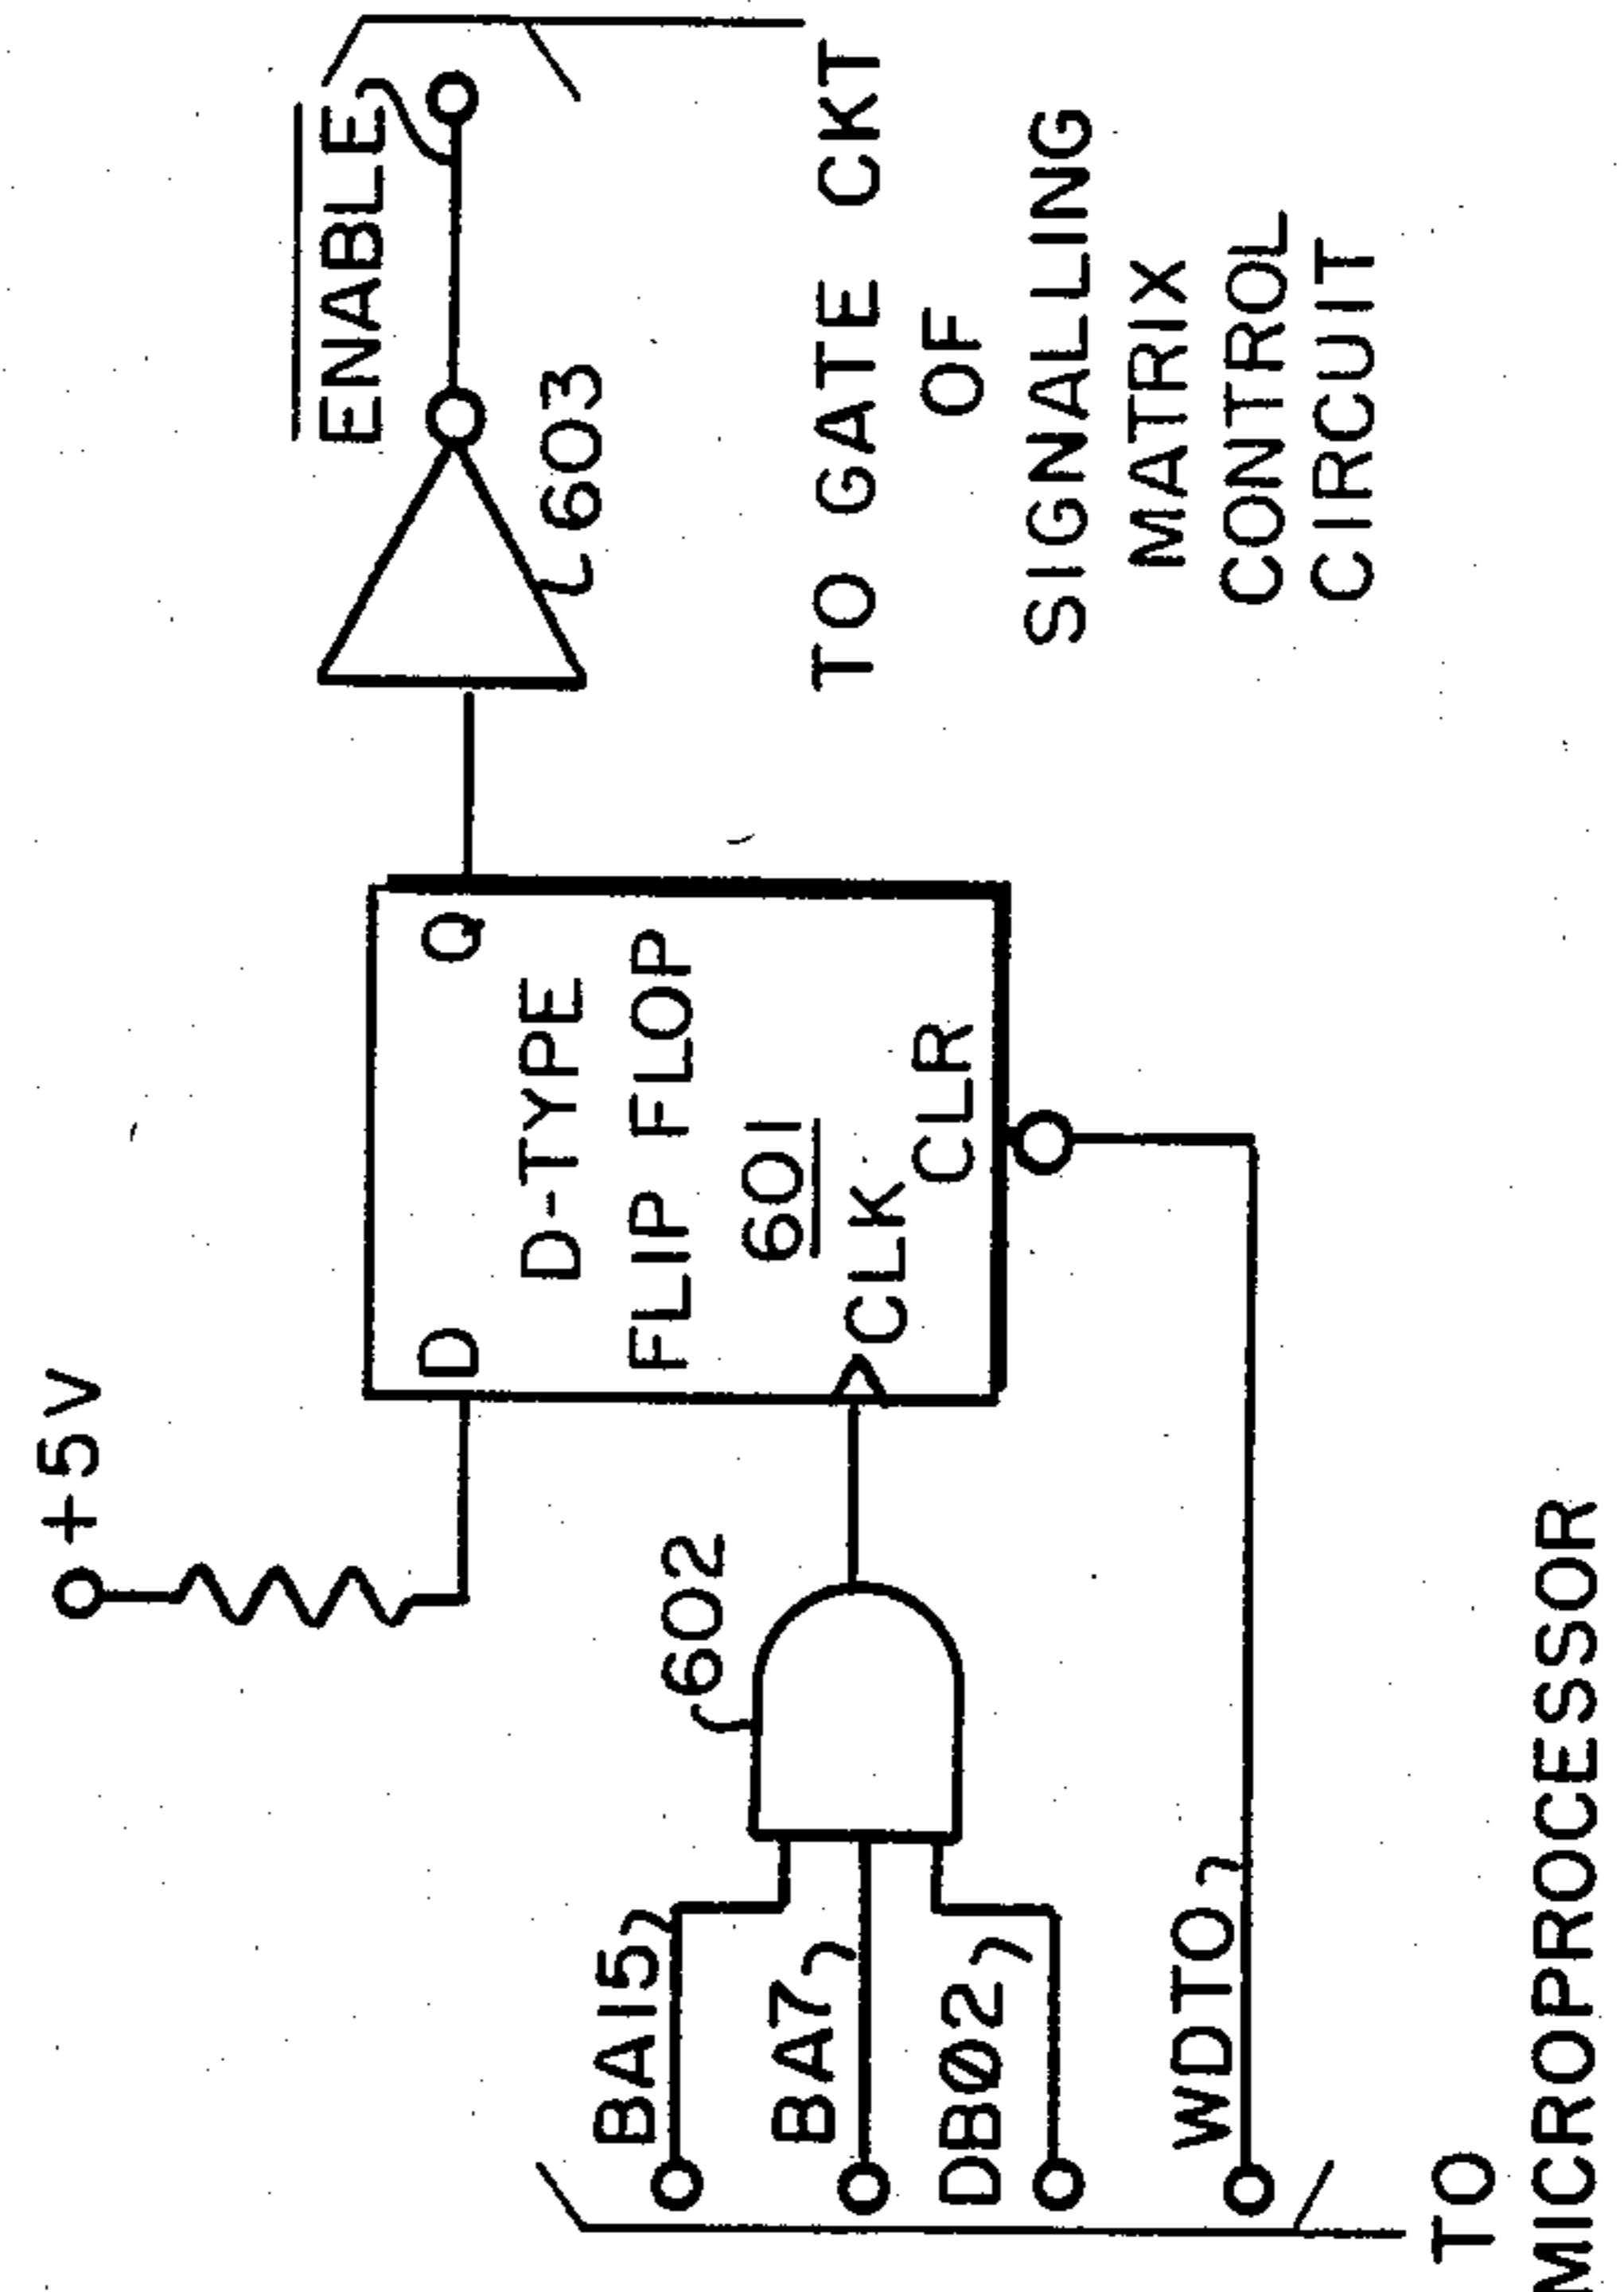 +5V
BA15
BA7
DBØ2
WDTO
602
D
Q
D-TYPE
FLIP FLOP
601
CLK
CLR
603
ENABLE
TO GATE CKT
OF
SIGNALLING
MATRIX
CONTROL
CIRCUIT
TO
MICROPROCESSOR